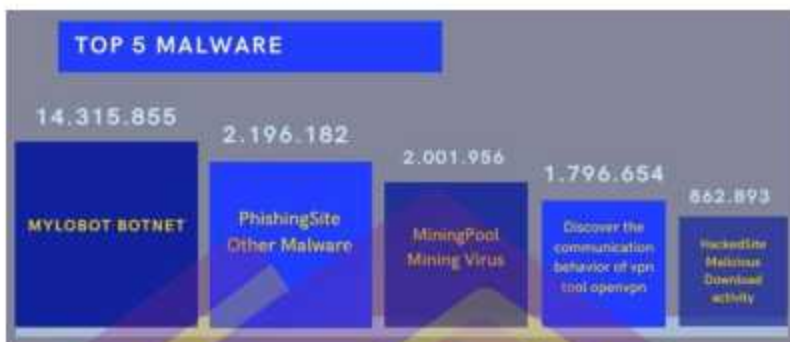 TOP 5 MALWARE
14.315.855
2.196.182
2.001.956
1.796.654
862.893
MYLOBOT BOTNET
PhishingSite
Other Malware
MiningPool
Mining Virus
Discover the
communication
behavior of vpn
tool openvpn
HackedSite
Malicious
Download
activity